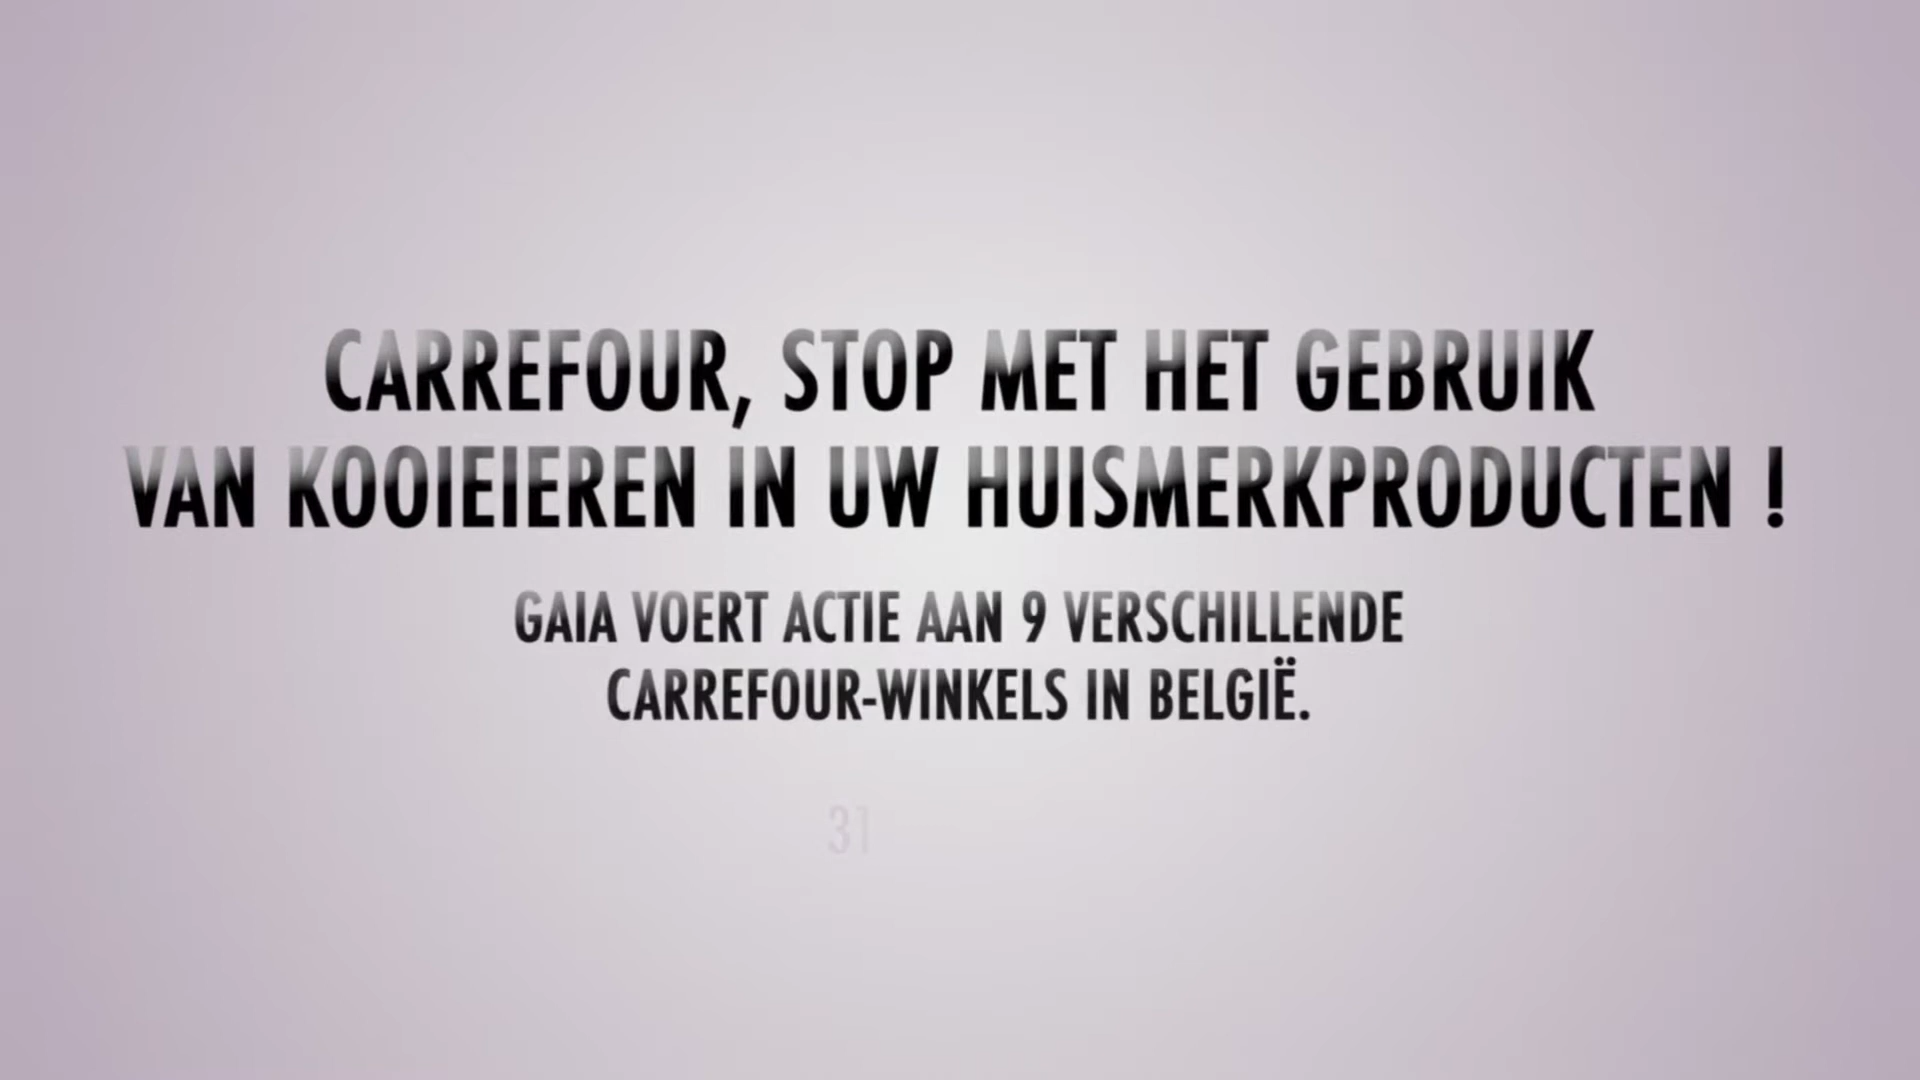 CARREFOUR, STOP MET HET GEBRUIK
VAN KOOIEIEREN IN UW HUISMERKPRODUCTEN !
GAIA VOERT ACTIE AAN 9 VERSCHILLENDE
CARREFOUR-WINKELS IN BELGIË.
31